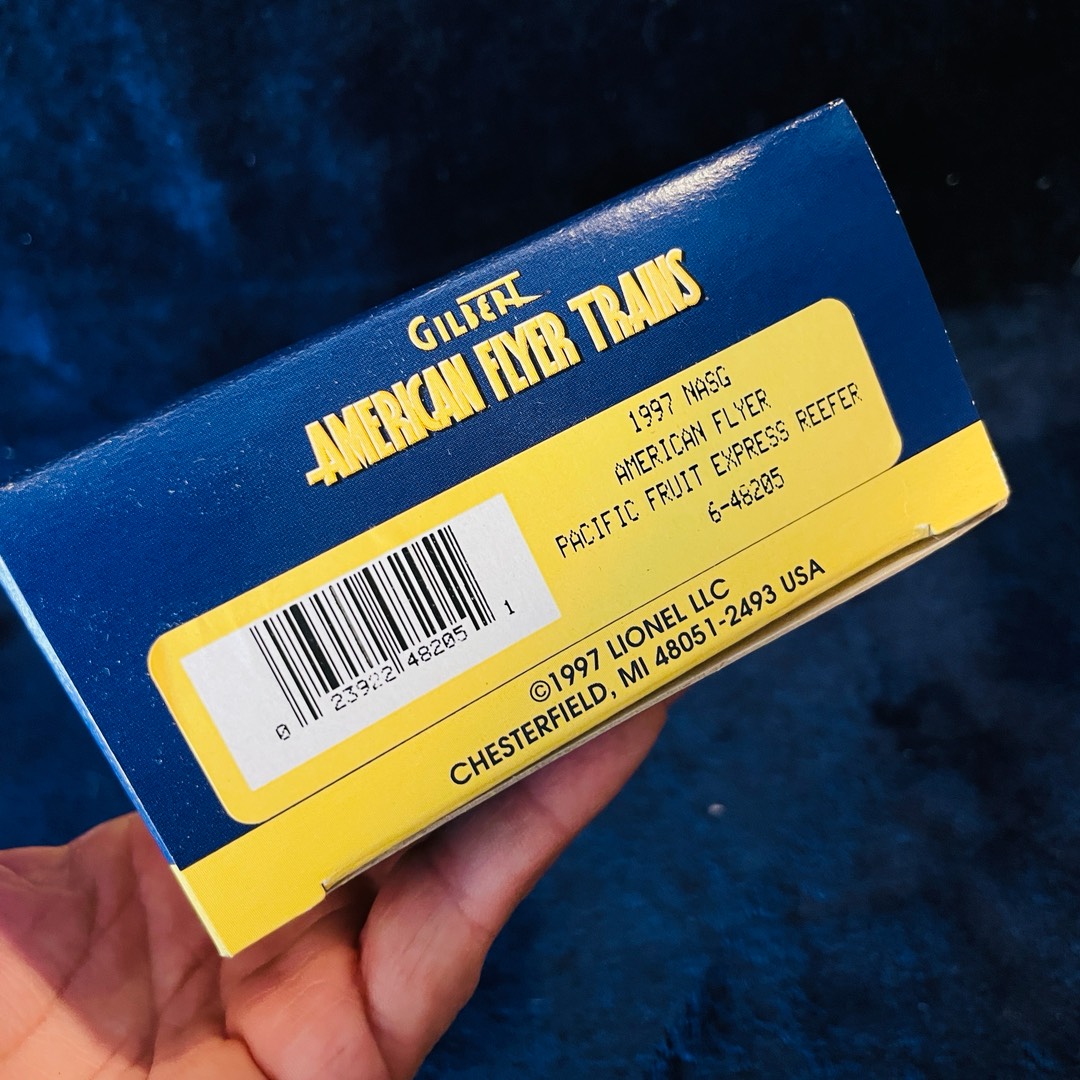 GILBERT
AMERICAN FLYER TRAINS
1997 NASG
AMERICAN FLYER
PACIFIC FRUIT EXPRESS REEFER
6-48205
0 23922 48205 1
©1997 LIONEL LLC
CHESTERFIELD, MI 48051-2493 USA